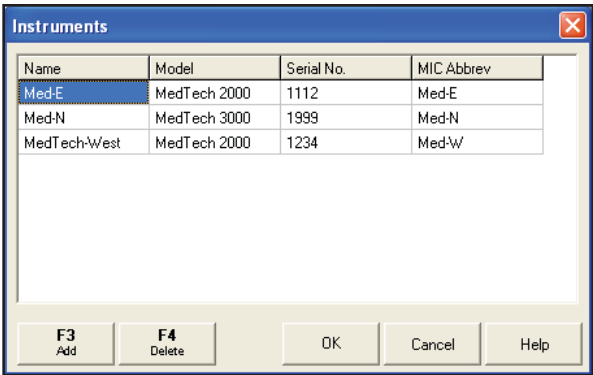 Instruments
Name Model Serial No. MIC Abbrev
Med-E MedTech 2000 1112 Med-E
Med-N MedTech 3000 1999 Med-N
MedTech-West MedTech 2000 1234 Med-W
F3 F4
Add Delete OK Cancel Help